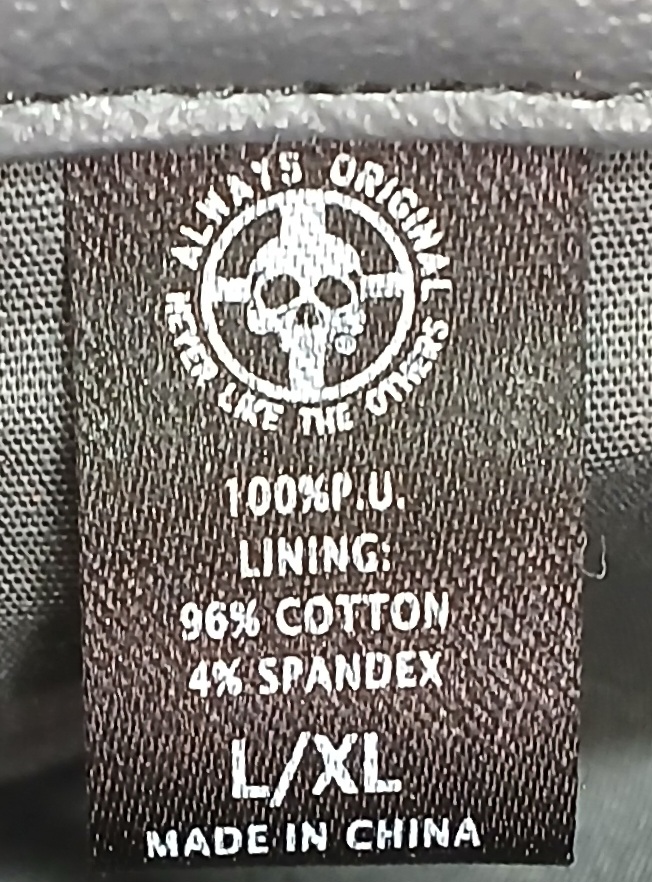 ALWAYS ORIGINAL
NEVER LIKE THE OTHERS
®
100%P.U.
LINING:
96% COTTON
4% SPANDEX
L/XL
MADE IN CHINA